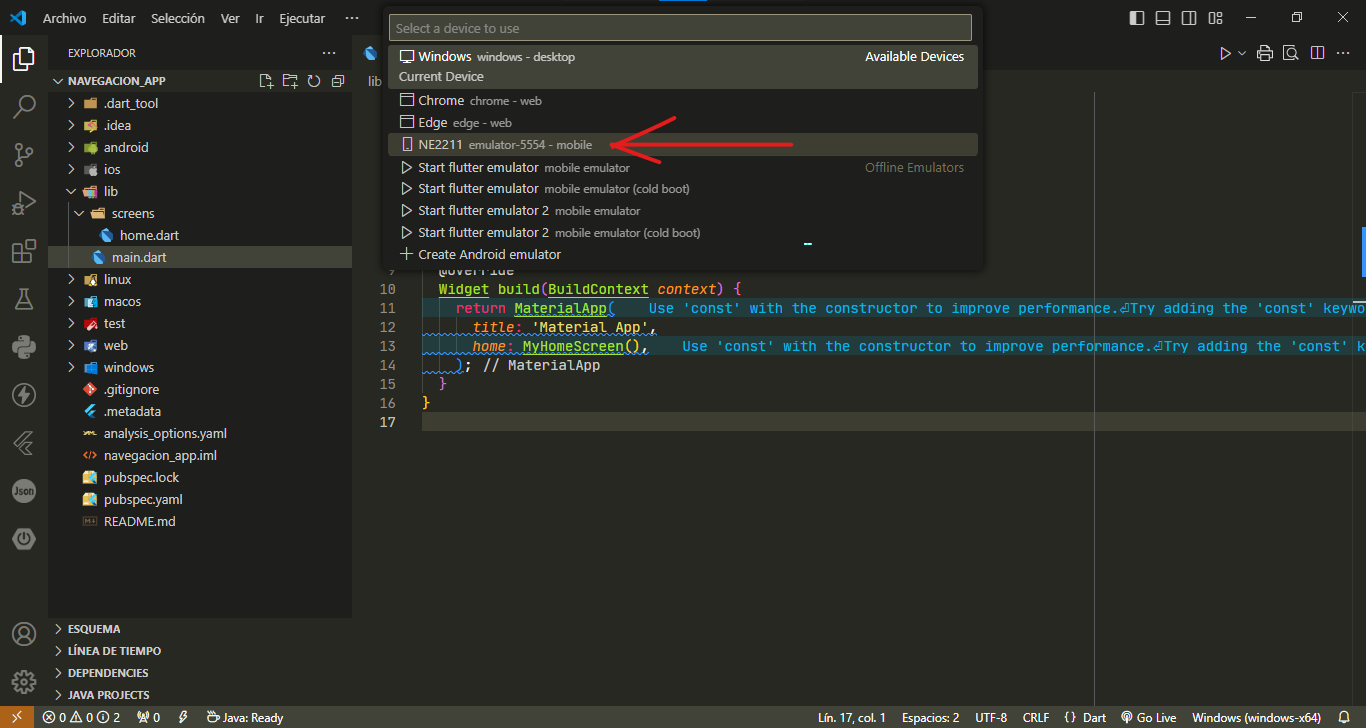 Archivo Editar Selección Ver Ir Ejecutar ···
Select a device to use
Windows windows - desktop Available Devices
Current Device
Chrome chrome - web
Edge edge - web
NE2211 emulator-5554 - mobile
Start flutter emulator mobile emulator Offline Emulators
Start flutter emulator mobile emulator (cold boot)
Start flutter emulator 2 mobile emulator
Start flutter emulator 2 mobile emulator (cold boot)
Create Android emulator
EXPLORADOR ···
NAVEGACION_APP
.dart_tool
.idea
android
ios
lib
screens
home.dart
main.dart
linux
macos
test
web
windows
.gitignore
.metadata
analysis_options.yaml
navegacion_app.iml
pubspec.lock
pubspec.yaml
README.md
ESQUEMA
LÍNEA DE TIEMPO
DEPENDENCIES
JAVA PROJECTS
lib
9 @override
10 Widget build(BuildContext context) {
11 return MaterialApp( Use 'const' with the constructor to improve performance.⏎Try adding the 'const' keywo
12 title: 'Material App',
13 home: MyHomeScreen(), Use 'const' with the constructor to improve performance.⏎Try adding the 'const' k
14 ); // MaterialApp
15 }
16 }
17
Json
0 0 2 0 Java: Ready Lín. 17, col. 1 Espacios: 2 UTF-8 CRLF {} Dart Go Live Windows (windows-x64)